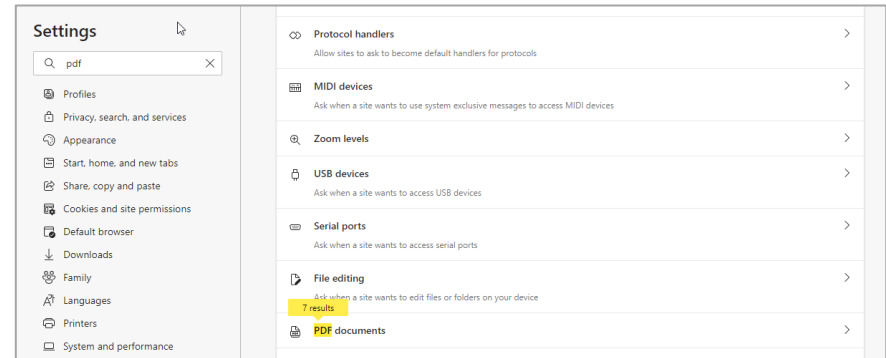 Settings
pdf
Profiles
Privacy, search, and services
Appearance
Start, home, and new tabs
Share, copy and paste
Cookies and site permissions
Default browser
Downloads
Family
Languages
Printers
System and performance
Protocol handlers
Allow sites to ask to become default handlers for protocols
MIDI devices
Ask when a site wants to use system exclusive messages to access MIDI devices
Zoom levels
USB devices
Ask when a site wants to access USB devices
Serial ports
Ask when a site wants to access serial ports
File editing
Ask when a site wants to edit files or folders on your device
7 results
PDF documents